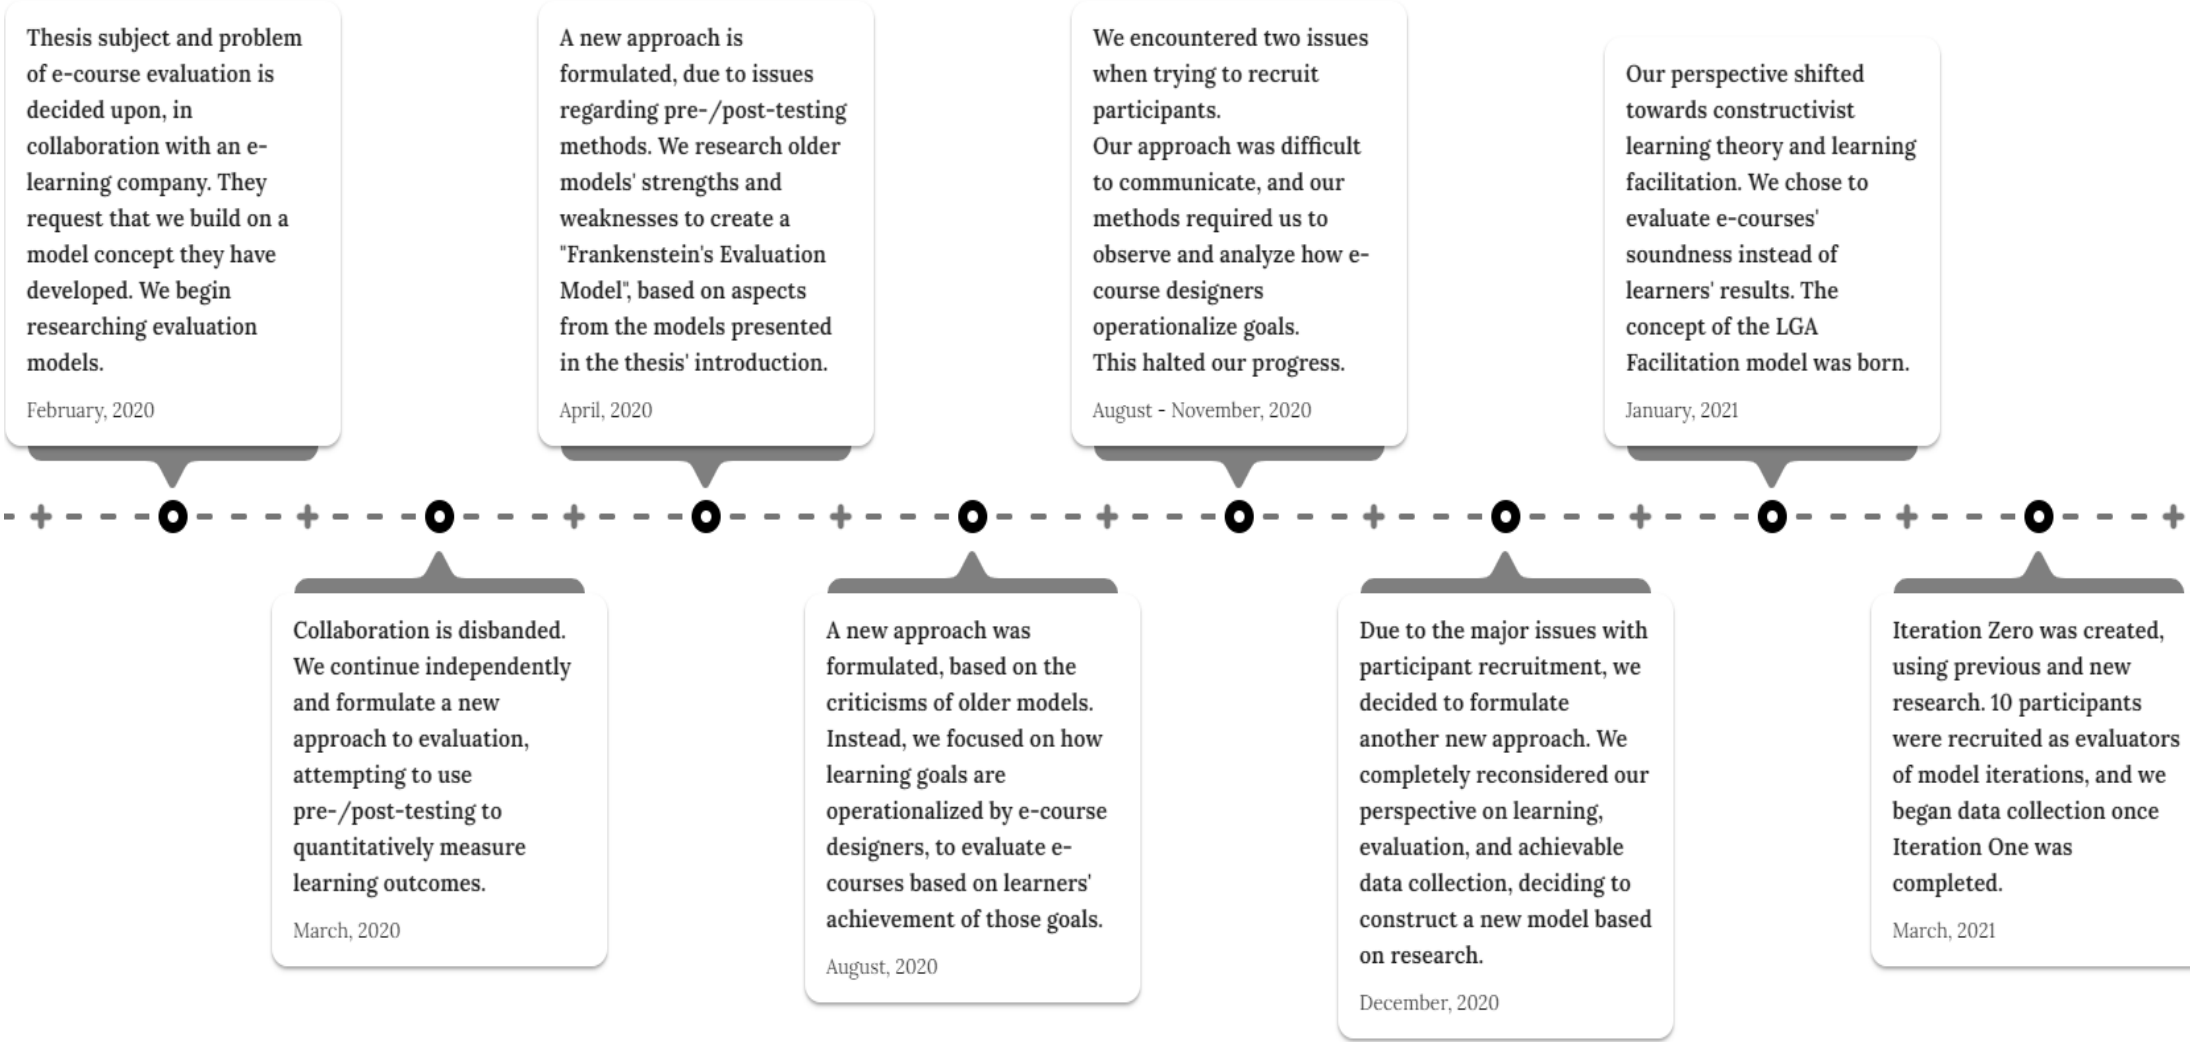 Thesis subject and problem
of e-course evaluation is
decided upon, in
collaboration with an e-
learning company. They
request that we build on a
model concept they have
developed. We begin
researching evaluation
models.
February, 2020
Collaboration is disbanded.
We continue independently
and formulate a new
approach to evaluation,
attempting to use
pre-/post-testing to
quantitatively measure
learning outcomes.
March, 2020
A new approach is
formulated, due to issues
regarding pre-/post-testing
methods. We research older
models' strengths and
weaknesses to create a
"Frankenstein's Evaluation
Model", based on aspects
from the models presented
in the thesis' introduction.
April, 2020
A new approach was
formulated, based on the
criticisms of older models.
Instead, we focused on how
learning goals are
operationalized by e-course
designers, to evaluate e-
courses based on learners'
achievement of those goals.
August, 2020
We encountered two issues
when trying to recruit
participants.
Our approach was difficult
to communicate, and our
methods required us to
observe and analyze how e-
course designers
operationalize goals.
This halted our progress.
August - November, 2020
Due to the major issues with
participant recruitment, we
decided to formulate
another new approach. We
completely reconsidered our
perspective on learning,
evaluation, and achievable
data collection, deciding to
construct a new model based
on research.
December, 2020
Our perspective shifted
towards constructivist
learning theory and learning
facilitation. We chose to
evaluate e-courses'
soundness instead of
learners' results. The
concept of the LGA
Facilitation model was born.
January, 2021
Iteration Zero was created,
using previous and new
research. 10 participants
were recruited as evaluators
of model iterations, and we
began data collection once
Iteration One was
completed.
March, 2021